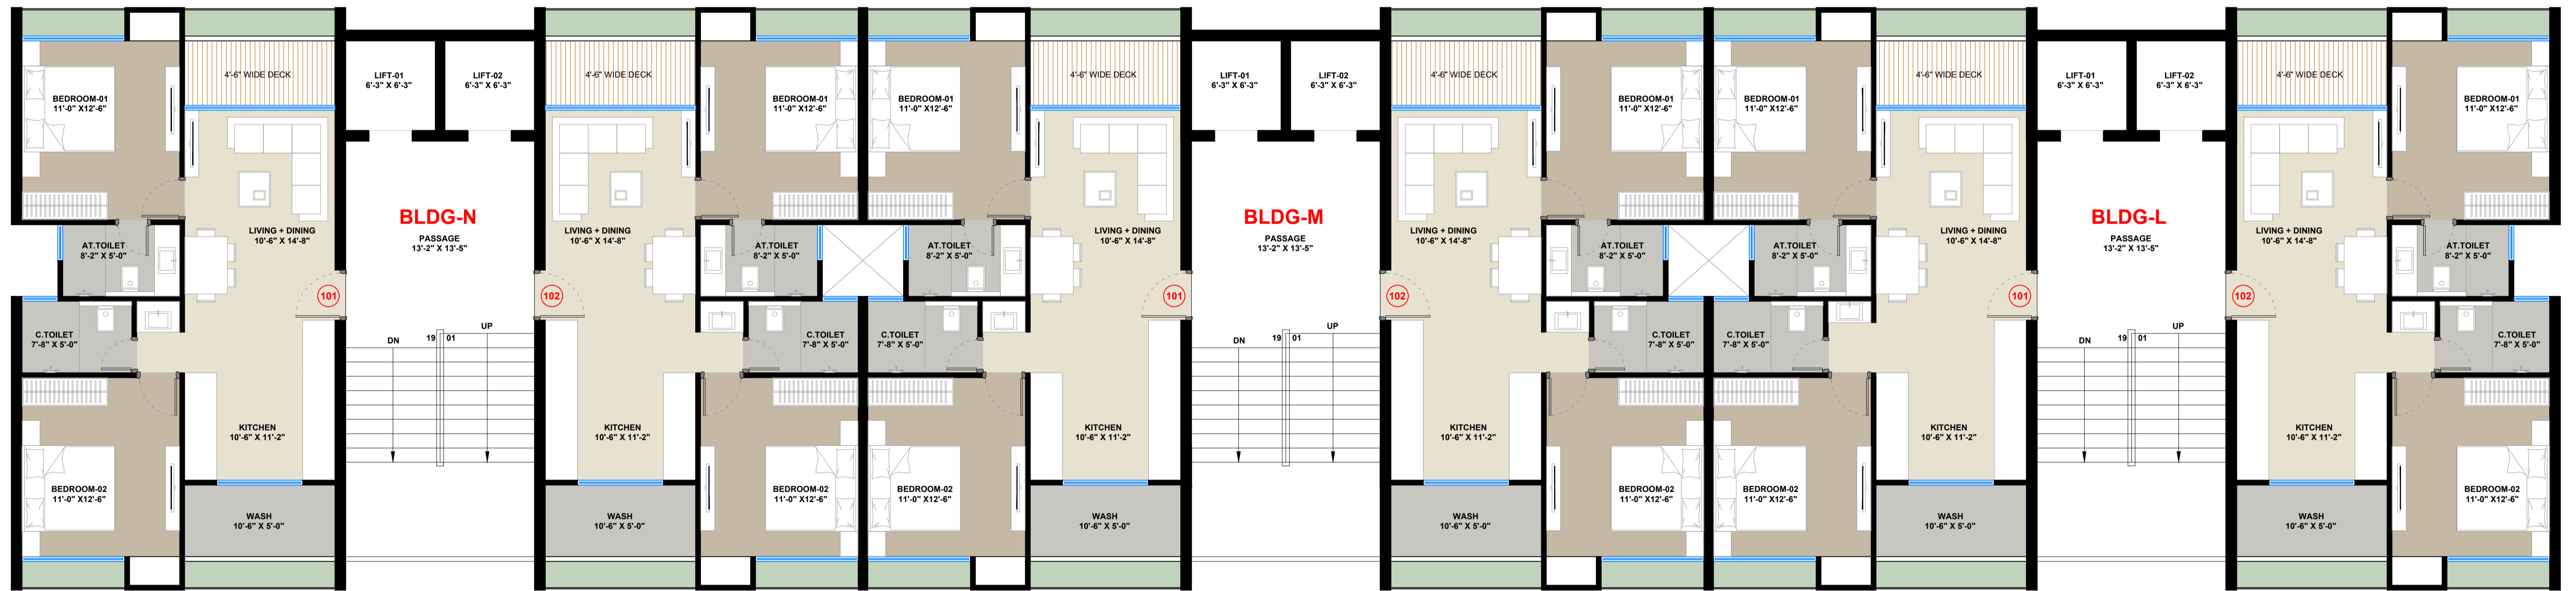 4'-6" WIDE DECK
LIFT-01
6'-3" X 6'-3"
LIFT-02
6'-3" X 6'-3"
BEDROOM-01
11'-0" X12'-6"
BLDG-N
PASSAGE
13'-2" X 13'-5"
LIVING + DINING
10'-6" X 14'-8"
AT.TOILET
8'-2" X 5'-0"
101
C.TOILET
7'-8" X 5'-0"
DN
19
01
UP
KITCHEN
10'-6" X 11'-2"
BEDROOM-02
11'-0" X12'-6"
WASH
10'-6" X 5'-0"
4'-6" WIDE DECK
BEDROOM-01
11'-0" X12'-6"
LIVING + DINING
10'-6" X 14'-8"
AT.TOILET
8'-2" X 5'-0"
102
C.TOILET
7'-8" X 5'-0"
KITCHEN
10'-6" X 11'-2"
BEDROOM-02
11'-0" X12'-6"
WASH
10'-6" X 5'-0"
4'-6" WIDE DECK
LIFT-01
6'-3" X 6'-3"
LIFT-02
6'-3" X 6'-3"
BEDROOM-01
11'-0" X12'-6"
BLDG-M
PASSAGE
13'-2" X 13'-5"
LIVING + DINING
10'-6" X 14'-8"
AT.TOILET
8'-2" X 5'-0"
101
C.TOILET
7'-8" X 5'-0"
DN
19
01
UP
KITCHEN
10'-6" X 11'-2"
BEDROOM-02
11'-0" X12'-6"
WASH
10'-6" X 5'-0"
4'-6" WIDE DECK
BEDROOM-01
11'-0" X12'-6"
LIVING + DINING
10'-6" X 14'-8"
AT.TOILET
8'-2" X 5'-0"
102
C.TOILET
7'-8" X 5'-0"
KITCHEN
10'-6" X 11'-2"
BEDROOM-02
11'-0" X12'-6"
WASH
10'-6" X 5'-0"
4'-6" WIDE DECK
LIFT-01
6'-3" X 6'-3"
LIFT-02
6'-3" X 6'-3"
BEDROOM-01
11'-0" X12'-6"
BLDG-L
PASSAGE
13'-2" X 13'-5"
LIVING + DINING
10'-6" X 14'-8"
AT.TOILET
8'-2" X 5'-0"
101
C.TOILET
7'-8" X 5'-0"
DN
19
01
UP
KITCHEN
10'-6" X 11'-2"
BEDROOM-02
11'-0" X12'-6"
WASH
10'-6" X 5'-0"
4'-6" WIDE DECK
BEDROOM-01
11'-0" X12'-6"
LIVING + DINING
10'-6" X 14'-8"
AT.TOILET
8'-2" X 5'-0"
102
C.TOILET
7'-8" X 5'-0"
KITCHEN
10'-6" X 11'-2"
BEDROOM-02
11'-0" X12'-6"
WASH
10'-6" X 5'-0"